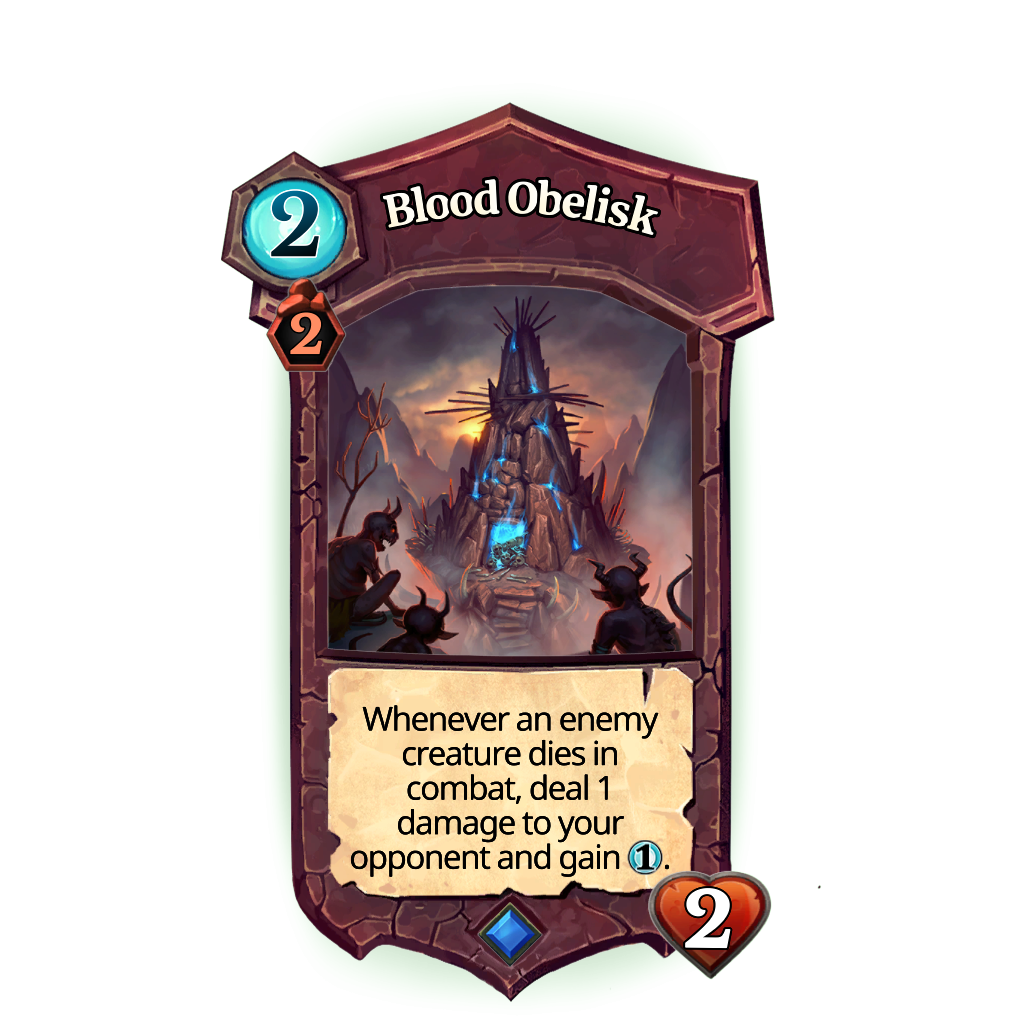 2
Blood Obelisk
2
Whenever an enemy
creature dies in
combat, deal 1
damage to your
opponent and gain 1.
2